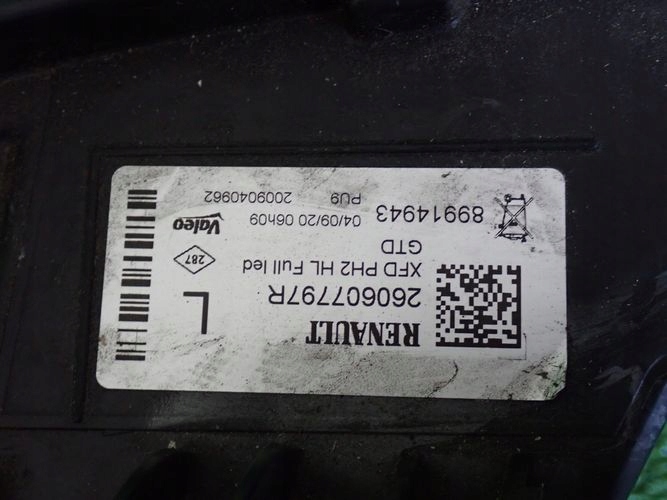 RENAULT
260607797R
L
XFD PH2 HL Full led
GTD
287
Valeo
04/09/20 06h09
89914943
PU9
2009040962